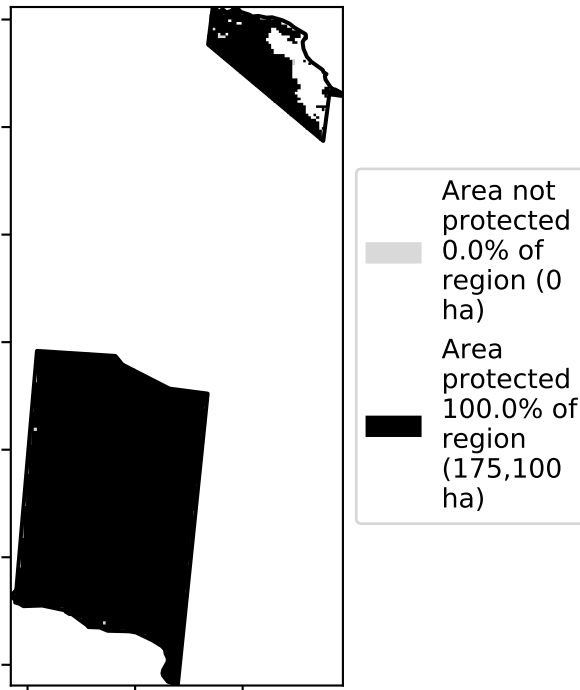 Area not
protected
0.0% of
region (0
ha)
Area
protected
100.0% of
region
(175,100
ha)